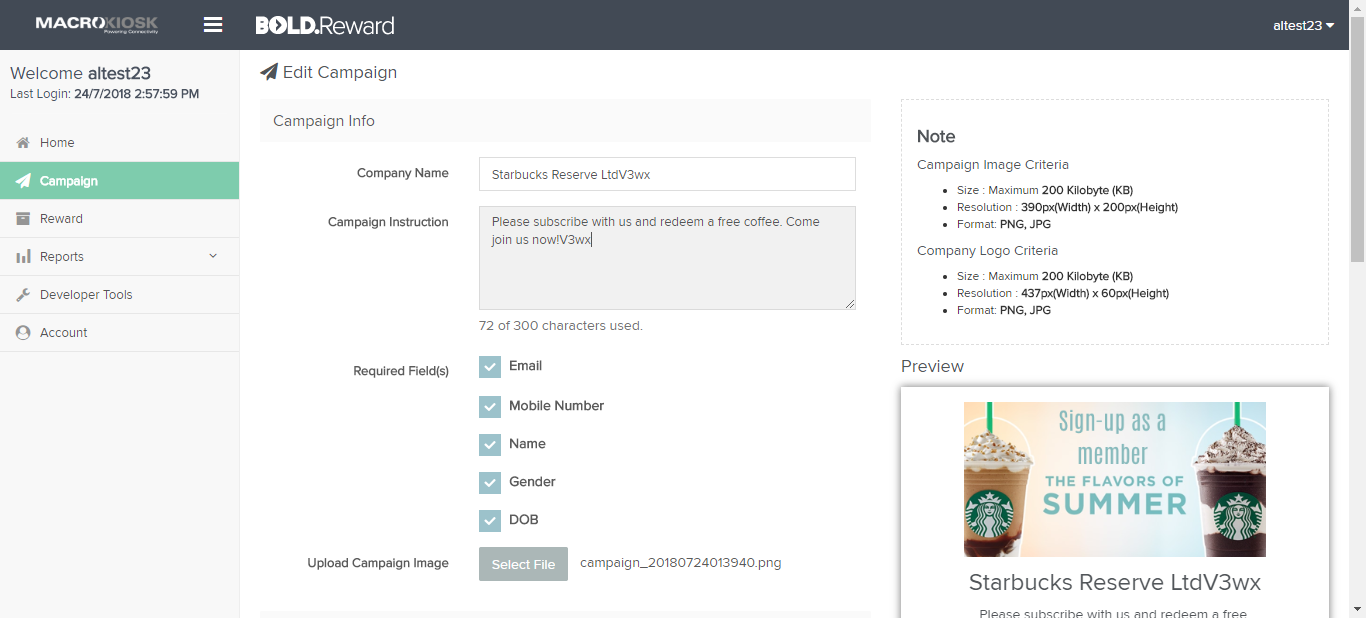 MACROKIOSK
Powering Connectivity
BOLD.Reward
altest23
Welcome altest23
Last Login: 24/7/2018 2:57:59 PM
Home
Campaign
Reward
Reports
Developer Tools
Account
Edit Campaign
Campaign Info
Company Name
Starbucks Reserve LtdV3wx
Campaign Instruction
Please subscribe with us and redeem a free coffee. Come
join us now!V3wx
72 of 300 characters used.
Required Field(s)
Email
Mobile Number
Name
Gender
DOB
Upload Campaign Image
Select File
campaign_20180724013940.png
Note
Campaign Image Criteria
Size : Maximum 200 Kilobyte (KB)
Resolution : 390px(Width) x 200px(Height)
Format: PNG, JPG
Company Logo Criteria
Size : Maximum 200 Kilobyte (KB)
Resolution : 437px(Width) x 60px(Height)
Format: PNG, JPG
Preview
Sign-up as a
member
THE FLAVORS OF
SUMMER
Starbucks Reserve LtdV3wx
Please subscribe with us and redeem a free